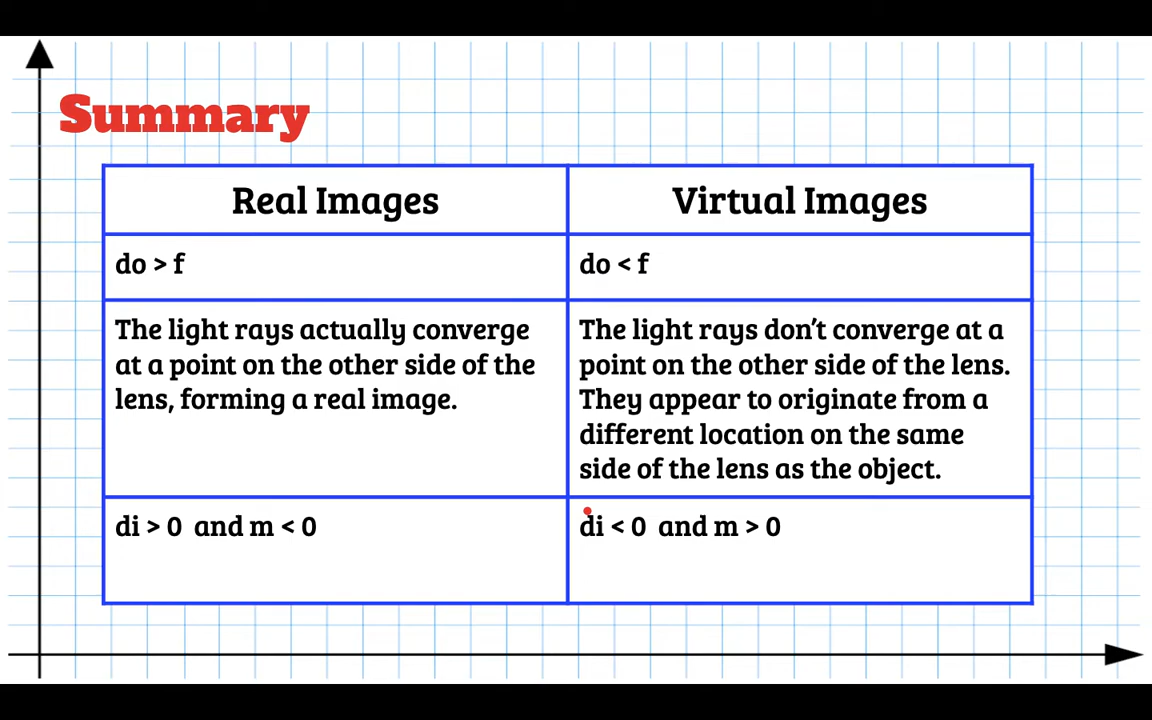 Summary
Real Images
Virtual Images
do > f
do < f
The light rays actually converge
at a point on the other side of the
lens, forming a real image.
The light rays don’t converge at a
point on the other side of the lens.
They appear to originate from a
different location on the same
side of the lens as the object.
di > 0  and m < 0
di < 0  and m > 0